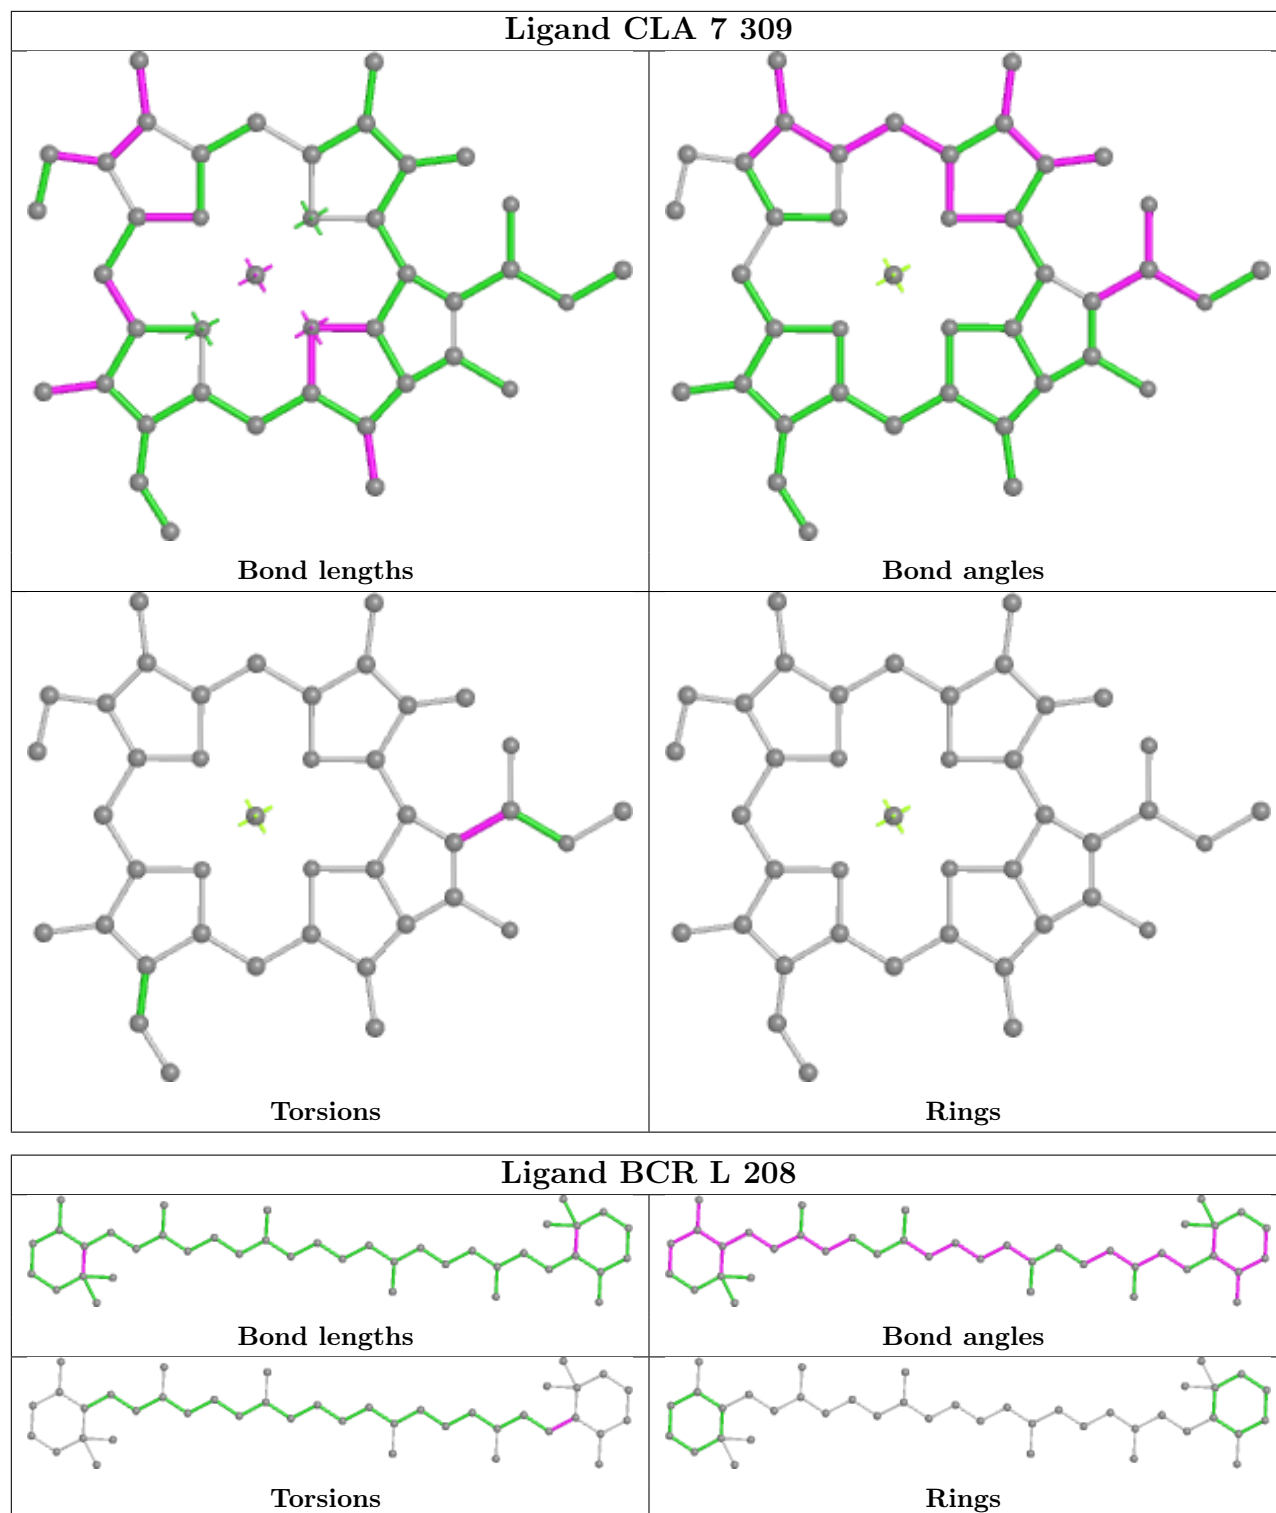 Ligand CLA 7 309
Bond lengths
Bond angles
Torsions
Rings
Ligand BCR L 208
Bond lengths
Bond angles
Torsions
Rings